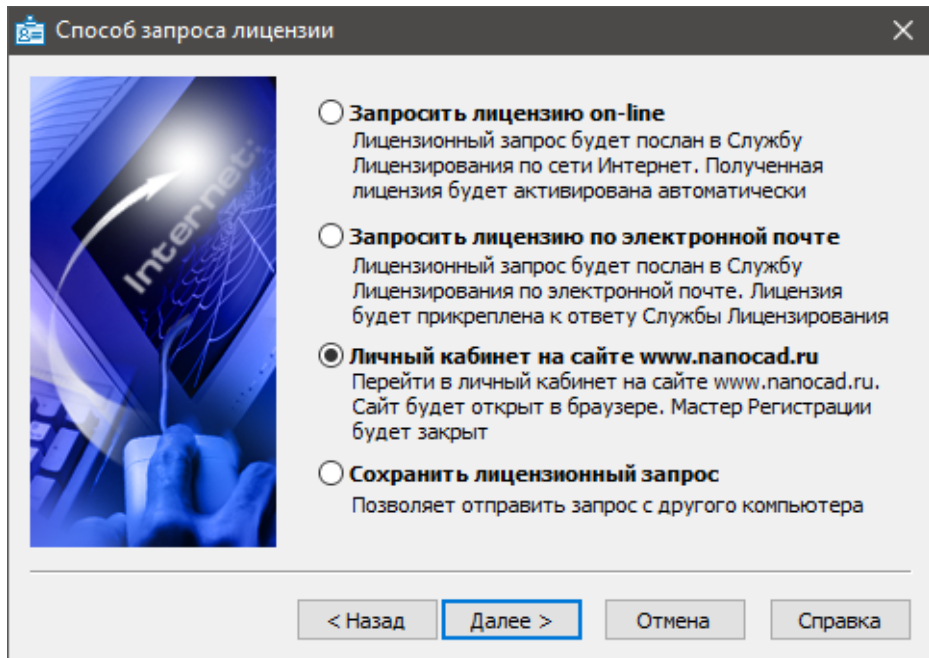 Способ запроса лицензии
Internet:
Запросить лицензию on-line
Лицензионный запрос будет послан в Службу
Лицензирования по сети Интернет. Полученная
лицензия будет активирована автоматически
Запросить лицензию по электронной почте
Лицензионный запрос будет послан в Службу
Лицензирования по электронной почте. Лицензия
будет прикреплена к ответу Службы Лицензирования
Личный кабинет на сайте www.nanocad.ru
Перейти в личный кабинет на сайте www.nanocad.ru.
Сайт будет открыт в браузере. Мастер Регистрации
будет закрыт
Сохранить лицензионный запрос
Позволяет отправить запрос с другого компьютера
< Назад
Далее >
Отмена
Справка